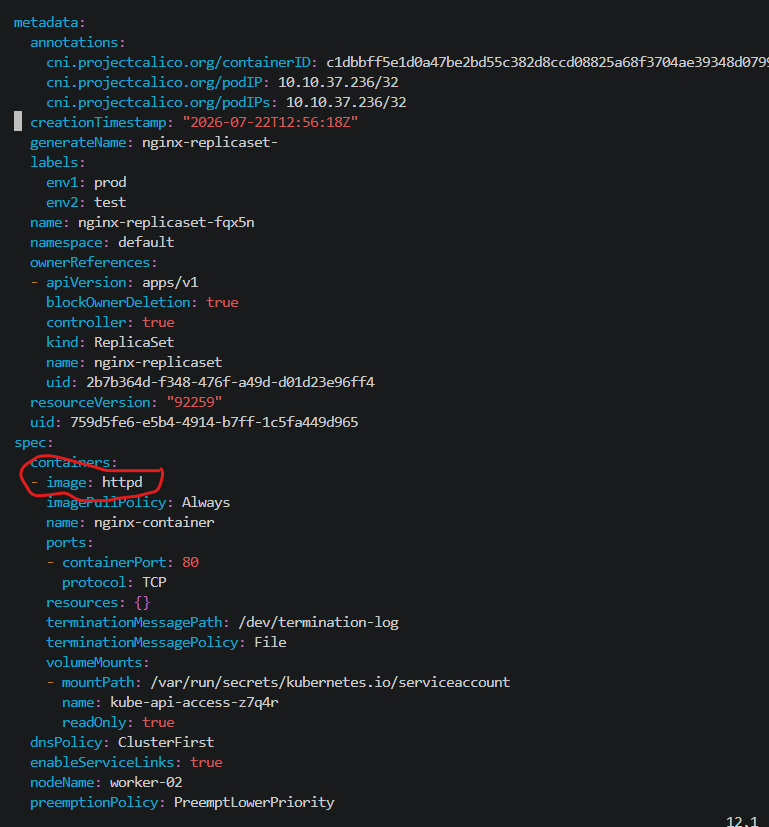 metadata:
  annotations:
    cni.projectcalico.org/containerID: c1dbbff5e1d0a47be2bd55c382d8ccd08825a68f3704ae39348d0799
    cni.projectcalico.org/podIP: 10.10.37.236/32
    cni.projectcalico.org/podIPs: 10.10.37.236/32
  creationTimestamp: "2026-07-22T12:56:18Z"
  generateName: nginx-replicaset-
  labels:
    env1: prod
    env2: test
  name: nginx-replicaset-fqx5n
  namespace: default
  ownerReferences:
  - apiVersion: apps/v1
    blockOwnerDeletion: true
    controller: true
    kind: ReplicaSet
    name: nginx-replicaset
    uid: 2b7b364d-f348-476f-a49d-d01d23e96ff4
  resourceVersion: "92259"
  uid: 759d5fe6-e5b4-4914-b7ff-1c5fa449d965
spec:
  containers:
  - image: httpd
    imagePullPolicy: Always
    name: nginx-container
    ports:
    - containerPort: 80
      protocol: TCP
    resources: {}
    terminationMessagePath: /dev/termination-log
    terminationMessagePolicy: File
    volumeMounts:
    - mountPath: /var/run/secrets/kubernetes.io/serviceaccount
      name: kube-api-access-z7q4r
      readOnly: true
  dnsPolicy: ClusterFirst
  enableServiceLinks: true
  nodeName: worker-02
  preemptionPolicy: PreemptLowerPriority
12,1